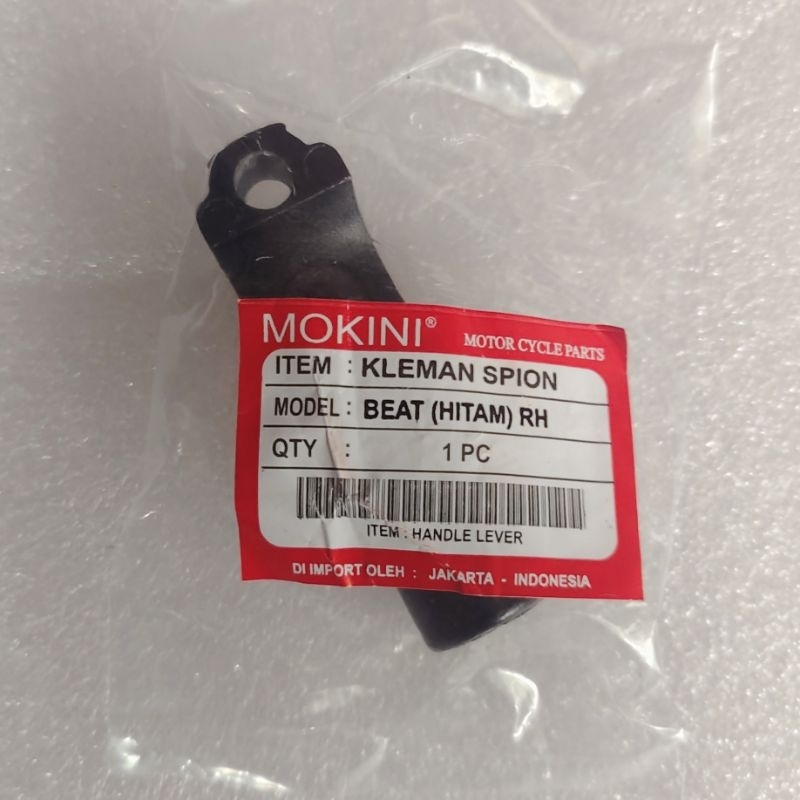 MOKINI® MOTOR CYCLE PARTS
ITEM : KLEMAN SPION
MODEL : BEAT (HITAM) RH
QTY : 1 PC
ITEM : HANDLE LEVER
DI IMPORT OLEH : JAKARTA - INDONESIA